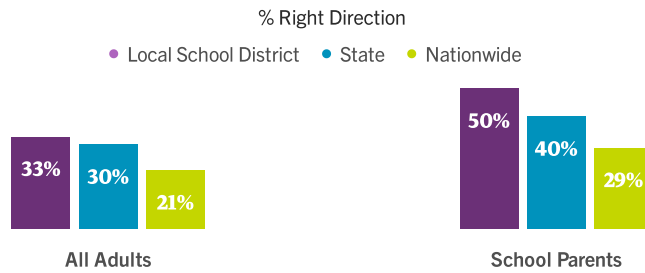 % Right Direction
Local School District State Nationwide
33% 30% 21%
50% 40% 29%
All Adults School Parents